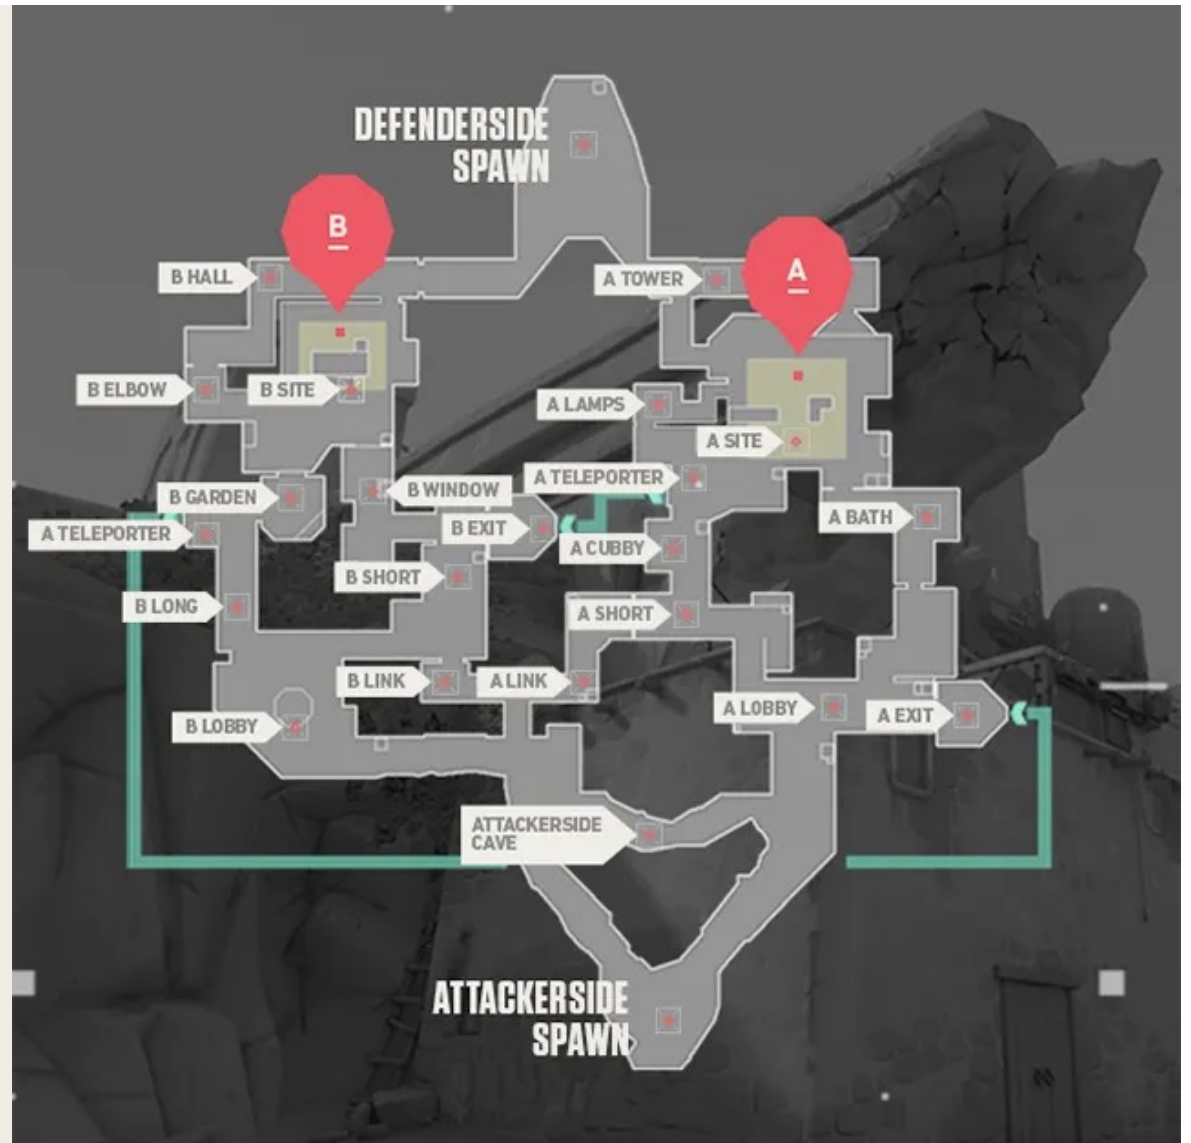 DEFENDERSIDE
SPAWN
B
A
B HALL
A TOWER
B ELBOW
B SITE
A LAMPS
A SITE
A TELEPORTER
B GARDEN
B WINDOW
A BATH
B EXIT
A TELEPORTER
A CUBBY
B SHORT
B LONG
A SHORT
B LINK
A LINK
A LOBBY
A EXIT
B LOBBY
ATTACKERSIDE
CAVE
ATTACKERSIDE
SPAWN